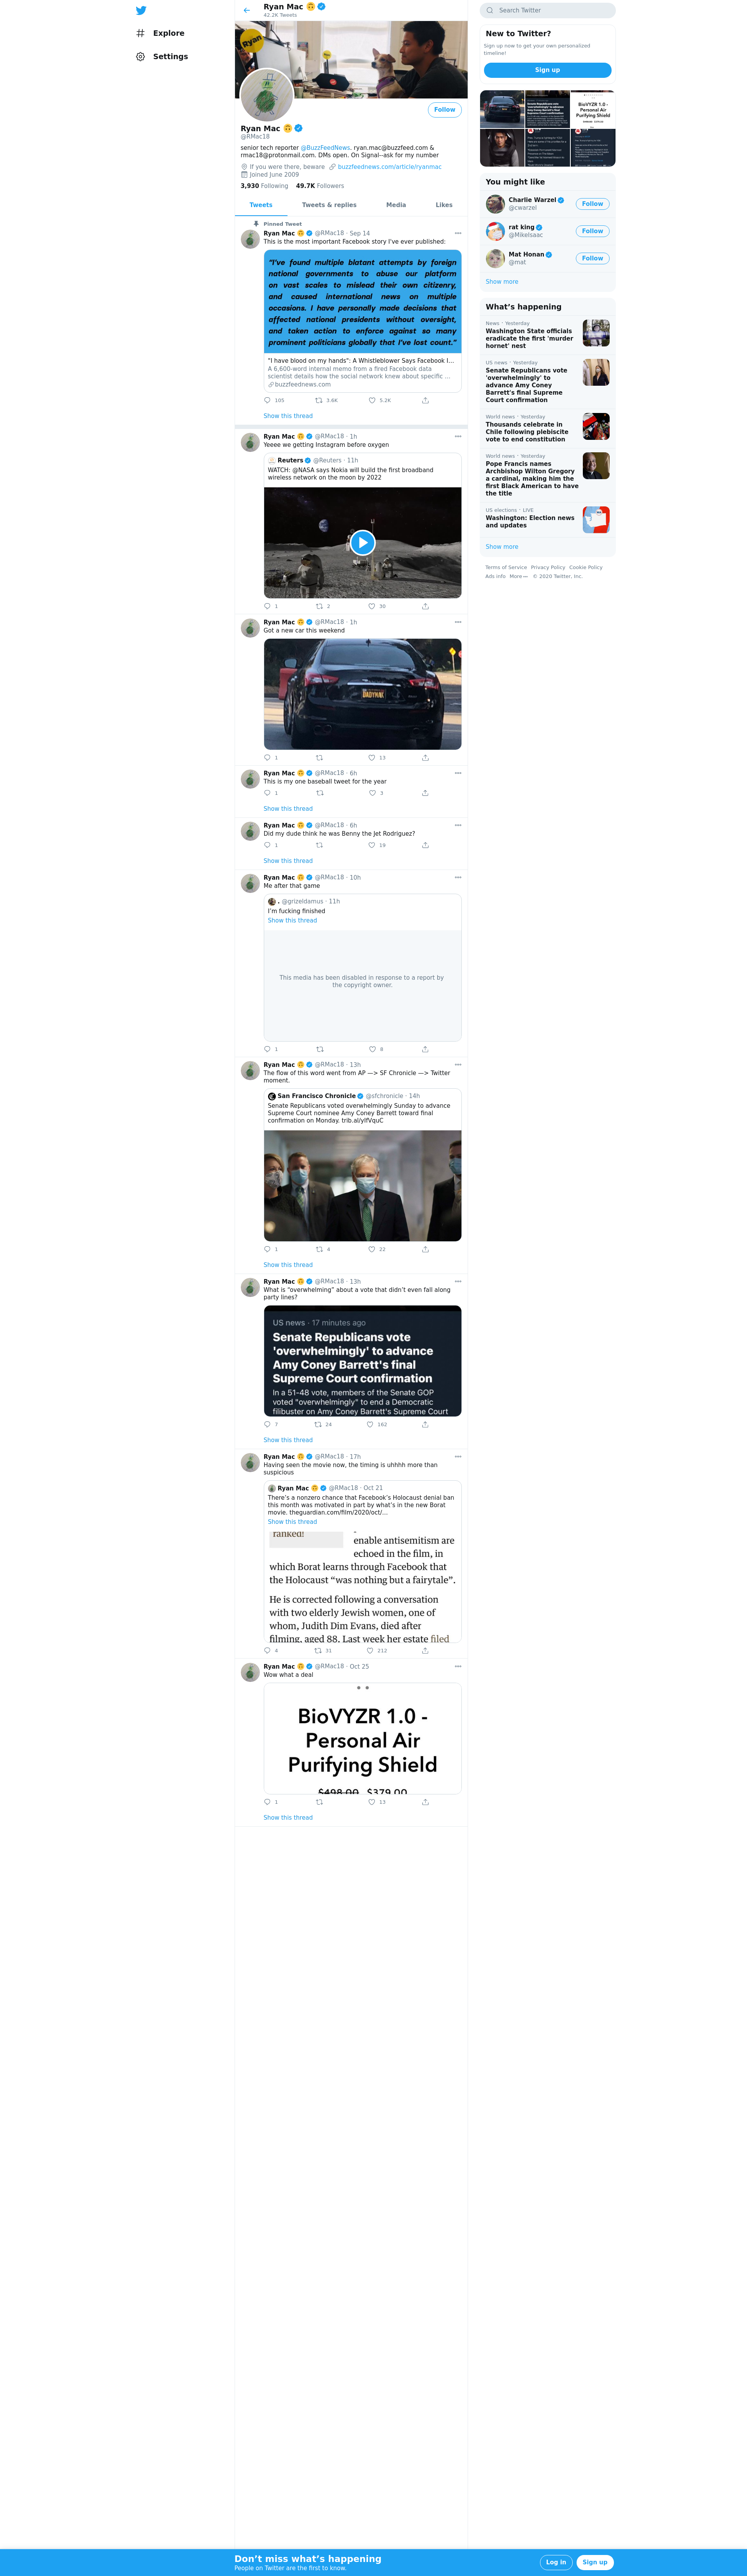 Explore
Settings
Ryan Mac 🙃
42.2K Tweets
Ryan
Follow
Ryan Mac 🙃
@RMac18
senior tech reporter @BuzzFeedNews. ryan.mac@buzzfeed.com &
rmac18@protonmail.com. DMs open. On Signal--ask for my number
If you were there, beware buzzfeednews.com/article/ryanmac
Joined June 2009
3,930 Following 49.7K Followers
Tweets Tweets & replies Media Likes
Pinned Tweet
Ryan Mac 🙃 @RMac18 · Sep 14
This is the most important Facebook story I've ever published:
"I've found multiple blatant attempts by foreign
national governments to abuse our platform
on vast scales to mislead their own citizenry,
and caused international news on multiple
occasions. I have personally made decisions that
affected national presidents without oversight,
and taken action to enforce against so many
prominent politicians globally that I've lost count."
"I have blood on my hands": A Whistleblower Says Facebook I...
A 6,600-word internal memo from a fired Facebook data
scientist details how the social network knew about specific ...
buzzfeednews.com
105 3.6K 5.2K
Show this thread
Ryan Mac 🙃 @RMac18 · 1h
Yeeee we getting Instagram before oxygen
Reuters @Reuters · 11h
WATCH: @NASA says Nokia will build the first broadband
wireless network on the moon by 2022
1 2 30
Ryan Mac 🙃 @RMac18 · 1h
Got a new car this weekend
DADYMAC
1 13
Ryan Mac 🙃 @RMac18 · 6h
This is my one baseball tweet for the year
1 3
Show this thread
Ryan Mac 🙃 @RMac18 · 6h
Did my dude think he was Benny the Jet Rodriguez?
1 19
Show this thread
Ryan Mac 🙃 @RMac18 · 10h
Me after that game
. @grizeldamus · 11h
I'm fucking finished
Show this thread
This media has been disabled in response to a report by
the copyright owner.
1 8
Ryan Mac 🙃 @RMac18 · 13h
The flow of this word went from AP —> SF Chronicle —> Twitter
moment.
San Francisco Chronicle @sfchronicle · 14h
Senate Republicans voted overwhelmingly Sunday to advance
Supreme Court nominee Amy Coney Barrett toward final
confirmation on Monday. trib.al/yIfVquC
1 4 22
Show this thread
Ryan Mac 🙃 @RMac18 · 13h
What is "overwhelming" about a vote that didn't even fall along
party lines?
US news · 17 minutes ago
Senate Republicans vote
'overwhelmingly' to advance
Amy Coney Barrett's final
Supreme Court confirmation
In a 51-48 vote, members of the Senate GOP
voted "overwhelmingly" to end a Democratic
filibuster on Amy Coney Barrett's Supreme Court
7 24 162
Show this thread
Ryan Mac 🙃 @RMac18 · 17h
Having seen the movie now, the timing is uhhhh more than
suspicious
Ryan Mac 🙃 @RMac18 · Oct 21
There's a nonzero chance that Facebook's Holocaust denial ban
this month was motivated in part by what's in the new Borat
movie. theguardian.com/film/2020/oct/...
Show this thread
ranked!
enable antisemitism are
echoed in the film, in
which Borat learns through Facebook that
the Holocaust "was nothing but a fairytale".
He is corrected following a conversation
with two elderly Jewish women, one of
whom, Judith Dim Evans, died after
filming, aged 88. Last week her estate filed
4 31 212
Ryan Mac 🙃 @RMac18 · Oct 25
Wow what a deal
BioVYZR 1.0 -
Personal Air
Purifying Shield
$498.00 $379.00
1 13
Show this thread
Search Twitter
New to Twitter?
Sign up now to get your own personalized
timeline!
Sign up
BioVYZR 1.0 -
Personal Air
Purifying Shield
You might like
Charlie Warzel
@cwarzel
Follow
rat king
@MikeIsaac
Follow
Mat Honan
@mat
Follow
Show more
What's happening
News · Yesterday
Washington State officials
eradicate the first 'murder
hornet' nest
US news · Yesterday
Senate Republicans vote
'overwhelmingly' to
advance Amy Coney
Barrett's final Supreme
Court confirmation
World news · Yesterday
Thousands celebrate in
Chile following plebiscite
vote to end constitution
World news · Yesterday
Pope Francis names
Archbishop Wilton Gregory
a cardinal, making him the
first Black American to have
the title
US elections · LIVE
Washington: Election news
and updates
Show more
Terms of Service Privacy Policy Cookie Policy
Ads info More © 2020 Twitter, Inc.
Don't miss what's happening
People on Twitter are the first to know.
Log in
Sign up